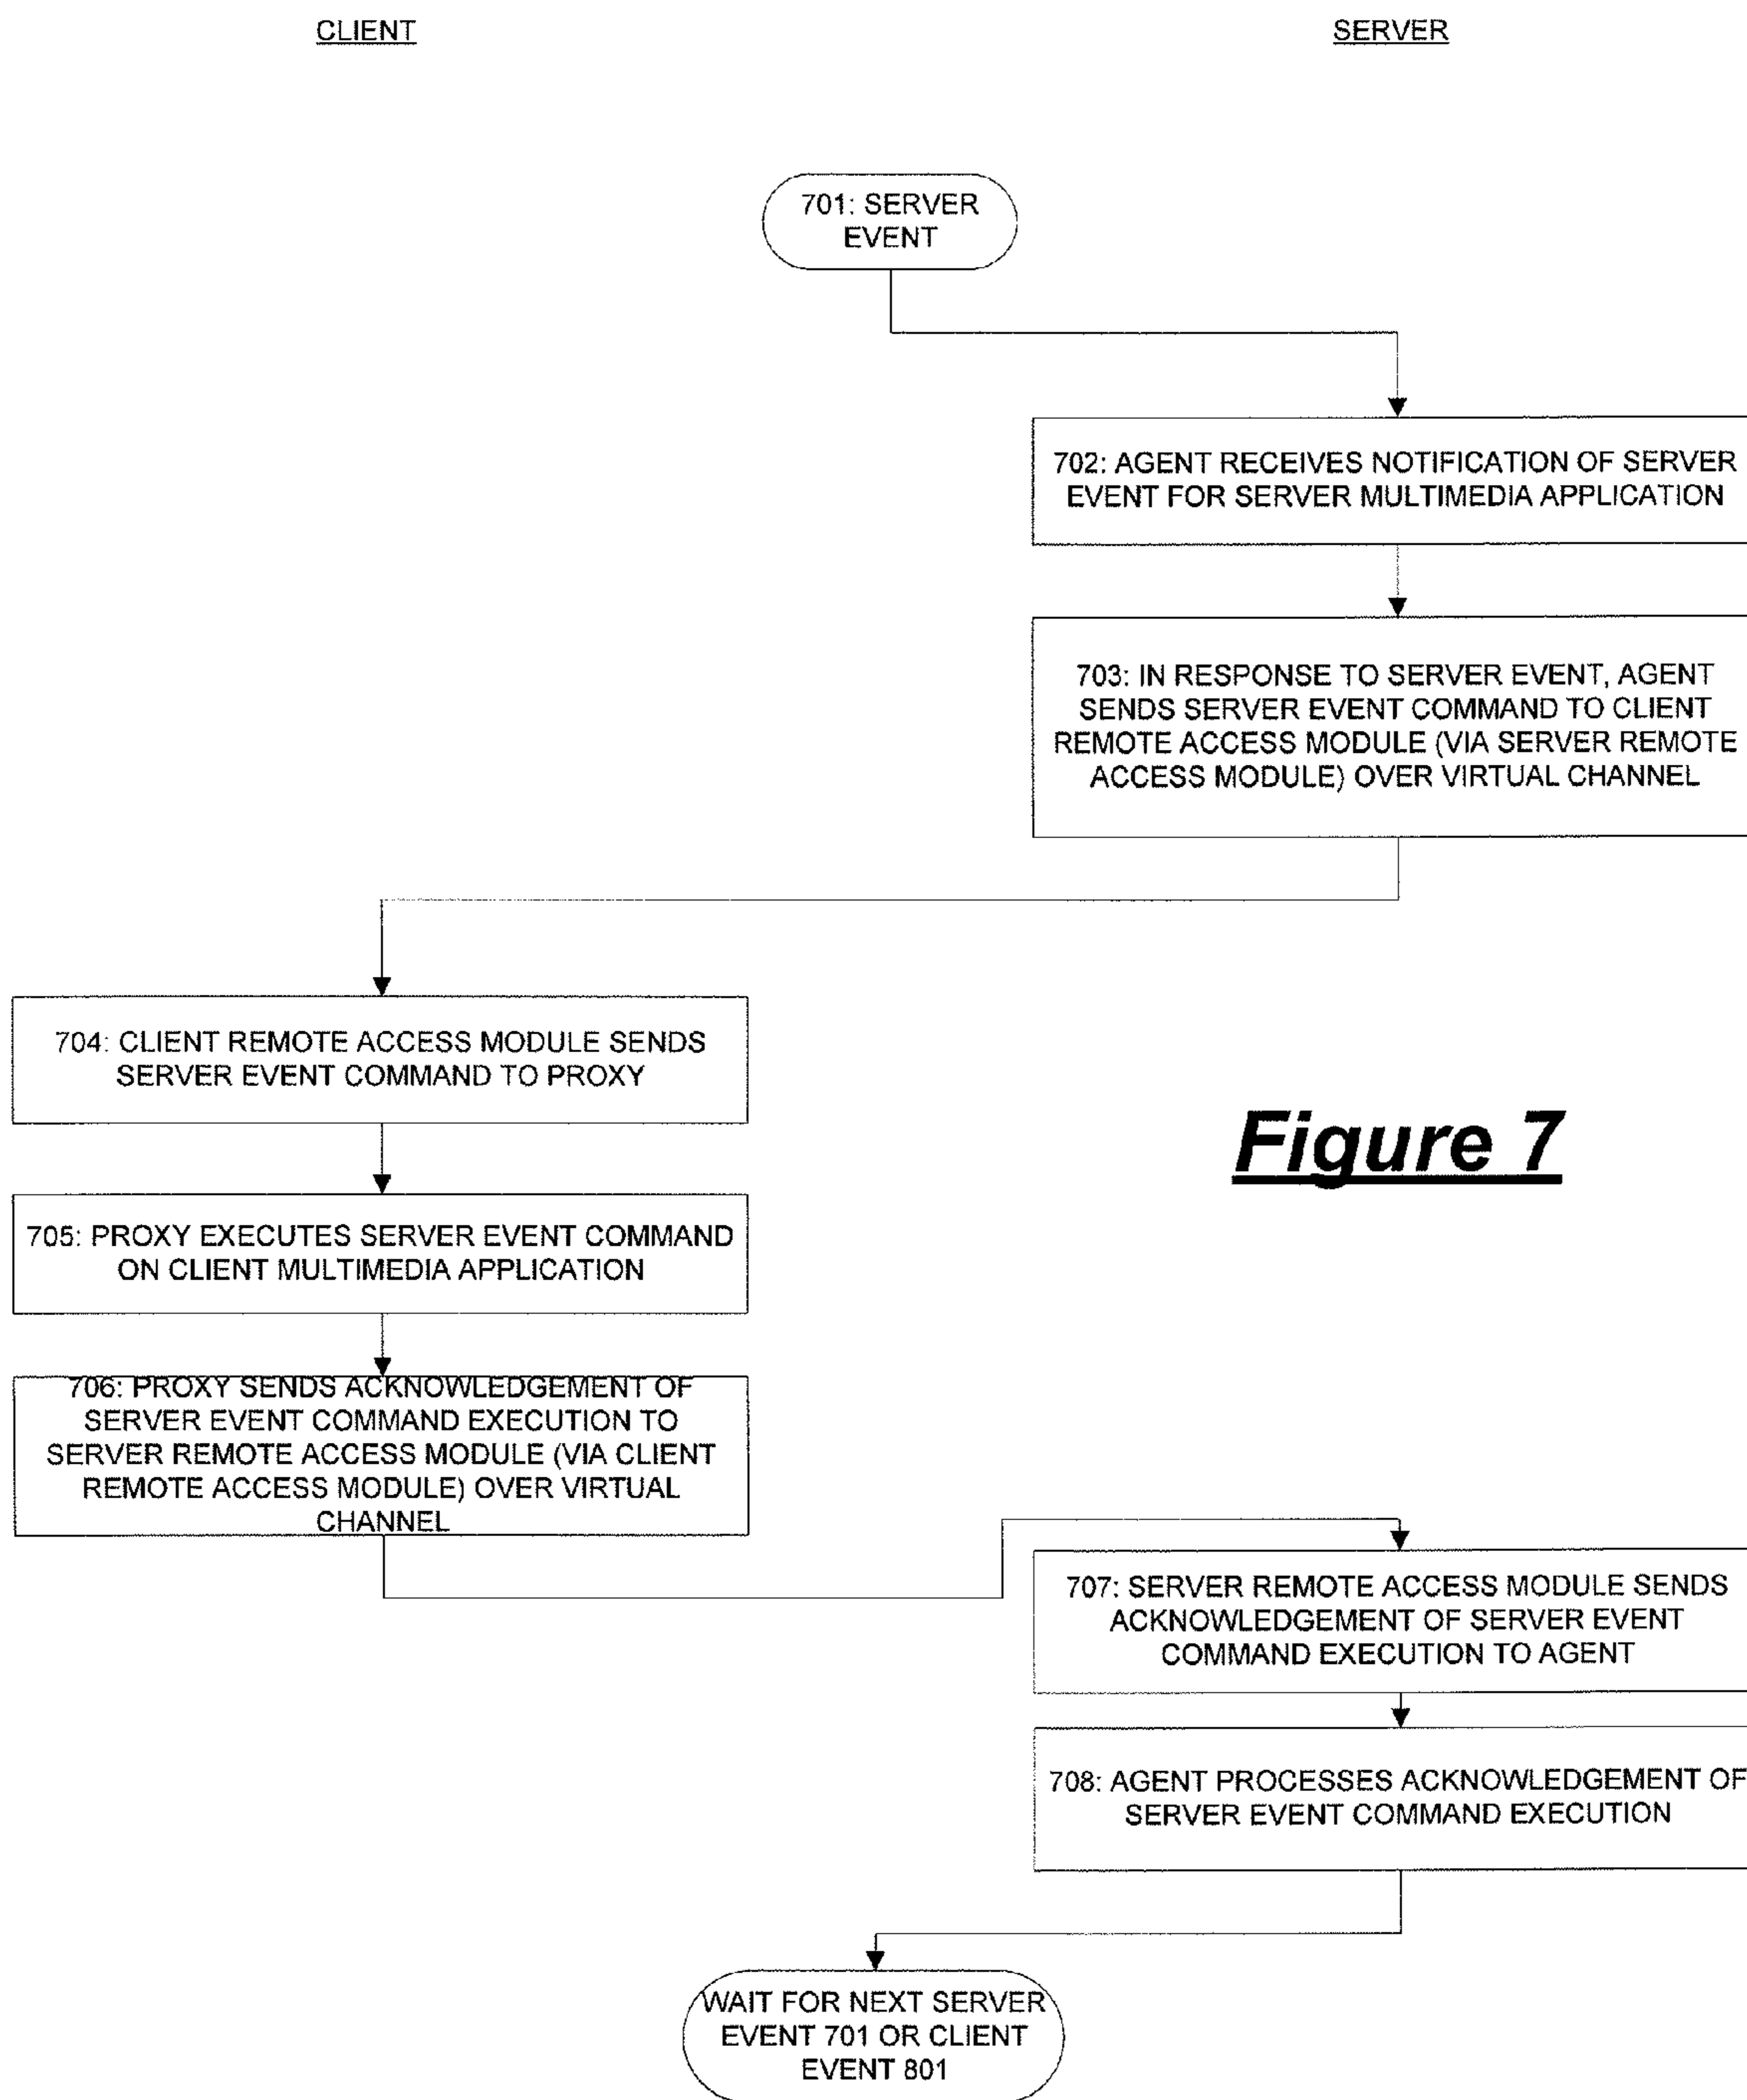 CLIENT
SERVER
701: SERVER
EVENT
702: AGENT RECEIVES NOTIFICATION OF SERVER
EVENT FOR SERVER MULTIMEDIA APPLICATION
703: IN RESPONSE TO SERVER EVENT, AGENT
SENDS SERVER EVENT COMMAND TO CLIENT
REMOTE ACCESS MODULE (VIA SERVER REMOTE
ACCESS MODULE) OVER VIRTUAL CHANNEL
704: CLIENT REMOTE ACCESS MODULE SENDS
SERVER EVENT COMMAND TO PROXY
Figure 7
705: PROXY EXECUTES SERVER EVENT COMMAND
ON CLIENT MULTIMEDIA APPLICATION
706: PROXY SENDS ACKNOWLEDGEMENT OF
SERVER EVENT COMMAND EXECUTION TO
SERVER REMOTE ACCESS MODULE (VIA CLIENT
REMOTE ACCESS MODULE) OVER VIRTUAL
CHANNEL
707: SERVER REMOTE ACCESS MODULE SENDS
ACKNOWLEDGEMENT OF SERVER EVENT
COMMAND EXECUTION TO AGENT
708: AGENT PROCESSES ACKNOWLEDGEMENT OF
SERVER EVENT COMMAND EXECUTION
WAIT FOR NEXT SERVER
EVENT 701 OR CLIENT
EVENT 801